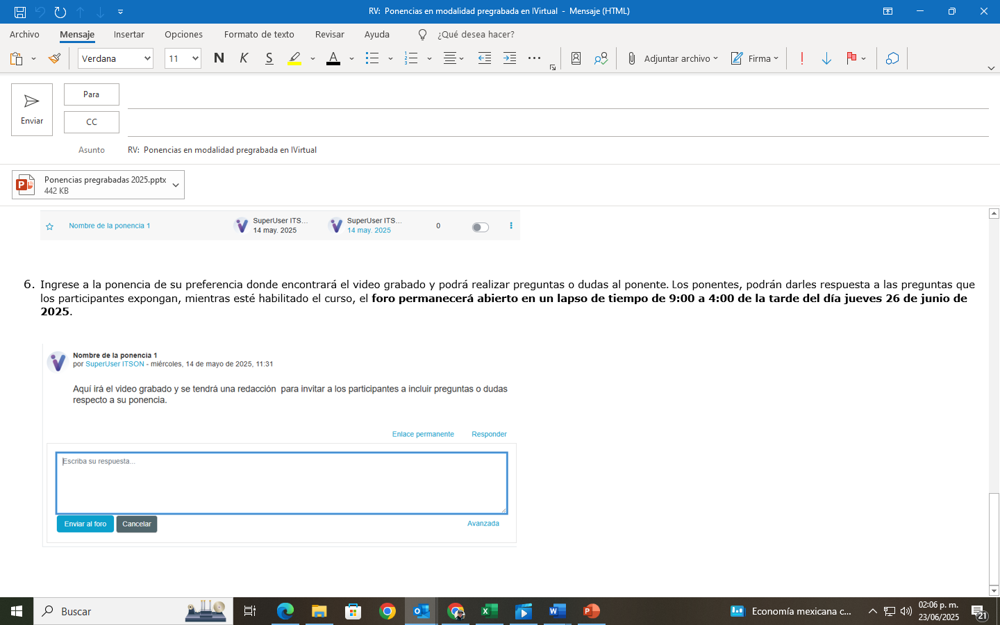 RV:  Ponencias en modalidad pregrabada en IVirtual  -  Mensaje (HTML)
Archivo Mensaje Insertar Opciones Formato de texto Revisar Ayuda ¿Qué desea hacer?
Verdana 11 N K S A Adjuntar archivo Firma
Para
Enviar
CC
Asunto RV:  Ponencias en modalidad pregrabada en IVirtual
Ponencias pregrabadas 2025.pptx
442 KB
Nombre de la ponencia 1 SuperUser ITS... SuperUser ITS... 0
14 may. 2025 14 may. 2025
6. Ingrese a la ponencia de su preferencia donde encontrará el video grabado y podrá realizar preguntas o dudas al ponente. Los ponentes, podrán darles respuesta a las preguntas que
los participantes expongan, mientras esté habilitado el curso, el foro permanecerá abierto en un lapso de tiempo de 9:00 a 4:00 de la tarde del día jueves 26 de junio de
2025.
Nombre de la ponencia 1
por SuperUser ITSON - miércoles, 14 de mayo de 2025, 11:31
Aquí irá el video grabado y se tendrá una redacción  para invitar a los participantes a incluir preguntas o dudas
respecto a su ponencia.
Enlace permanente Responder
Escriba su respuesta...
Enviar al foro Cancelar Avanzada
Buscar Economía mexicana c... 02:06 p. m.
23/06/2025 21